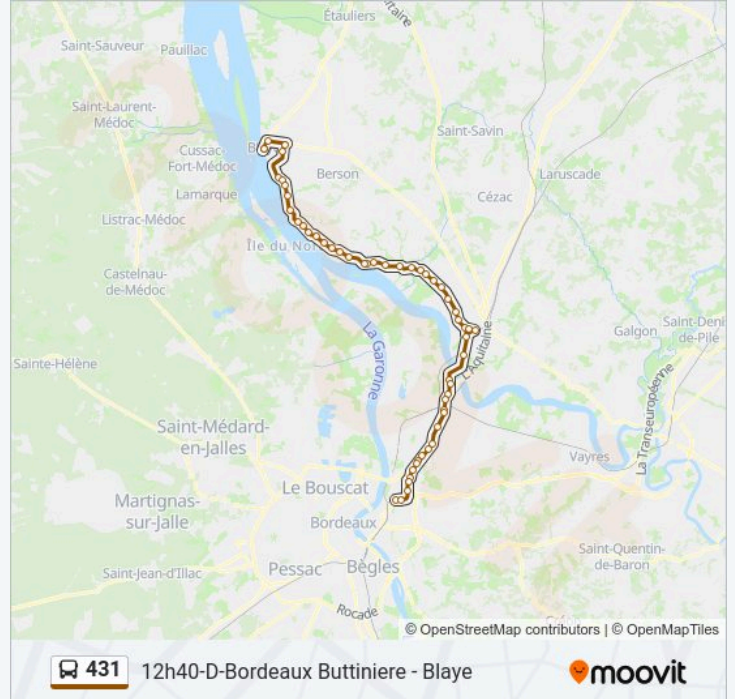 Étauliers
Saint-Sauveur
Pauillac
Saint-Laurent-
Médoc
Saint-Savin
Cussac-
Fort-Médoc
Berson
Laruscade
Lamarque
Cézac
Listrac-Médoc
Île du Nor
Castelnau-
de-Médoc
La Garonne
L'Aquitaine
Galgon
Saint-Deni
de-Pile
Sainte-Hélène
La Transeuropéenne
Saint-Médard-
en-Jalles
Vayres
Le Bouscat
Martignas-
sur-Jalle
Bordeaux
Saint-Quentin-
de-Baron
Saint-Jean-d'Illac
Pessac
Bègles
Rocade
© OpenStreetMap contributors | © OpenMapTiles
431
12h40-D-Bordeaux Buttiniere - Blaye
moovit